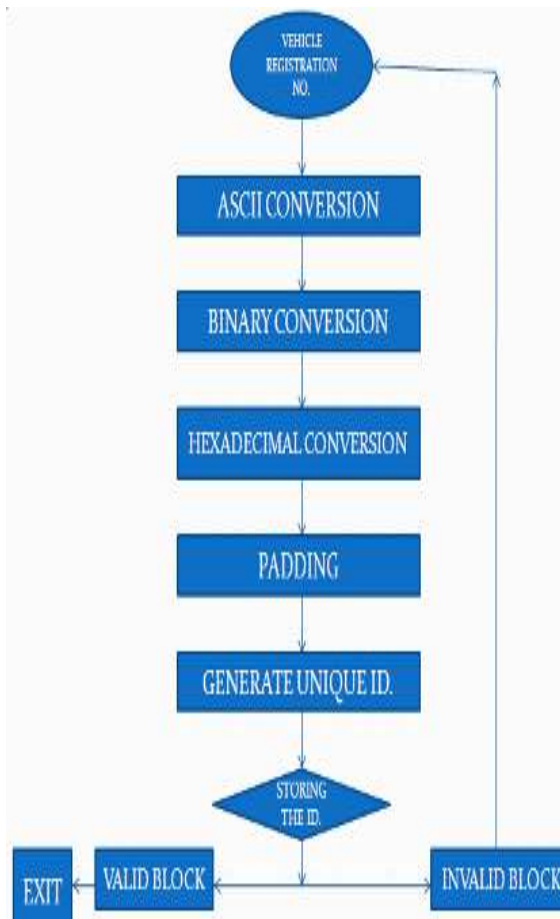 VEHICLE
REGISTRATION
NO.
ASCII CONVERSION
BINARY CONVERSION
HEXADECIMAL CONVERSION
PADDING
GENERATE UNIQUE ID.
STORING
THE ID.
EXIT
VALID BLOCK
INVALID BLOCK